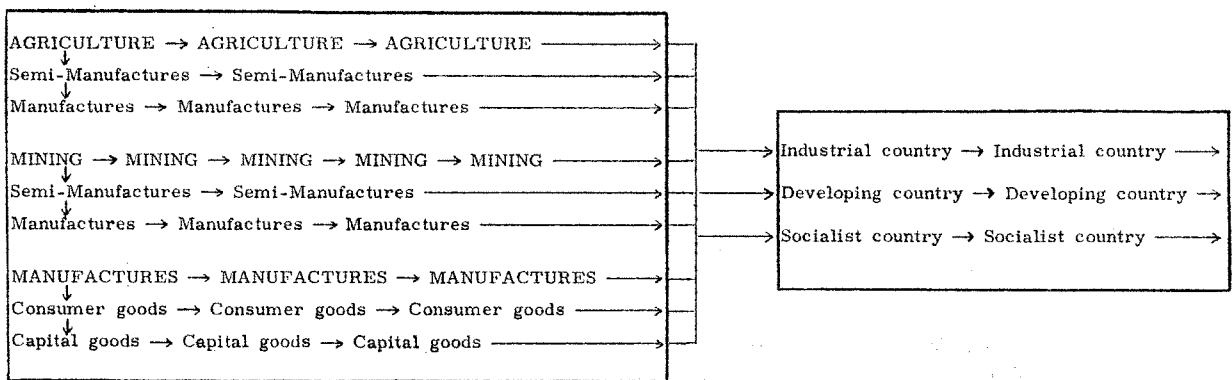 AGRICULTURE → AGRICULTURE → AGRICULTURE
Semi-Manufactures → Semi-Manufactures
Manufactures → Manufactures → Manufactures
MINING → MINING → MINING → MINING → MINING
Semi-Manufactures → Semi-Manufactures
Manufactures → Manufactures → Manufactures
MANUFACTURES → MANUFACTURES → MANUFACTURES
Consumer goods → Consumer goods → Consumer goods
Capital goods → Capital goods → Capital goods
Industrial country → Industrial country
Developing country → Developing country
Socialist country → Socialist country